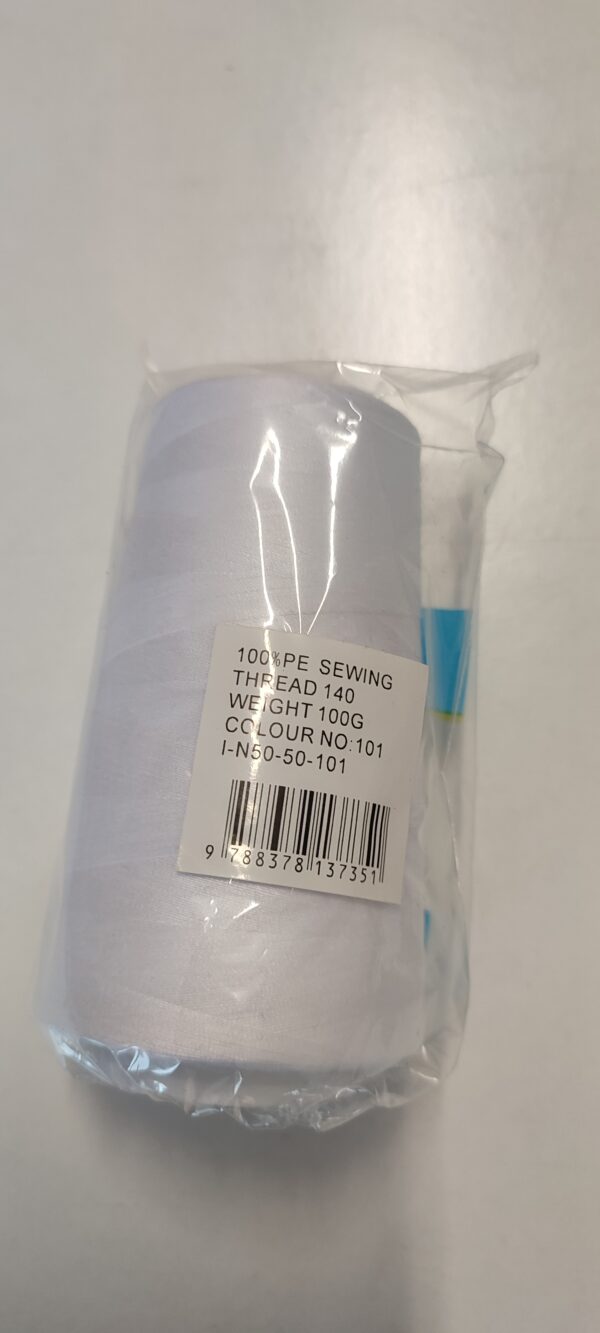 100%PE SEWING
THREAD 140
WEIGHT 100G
COLOUR NO:101
I-N50-50-101
9 788378 137351